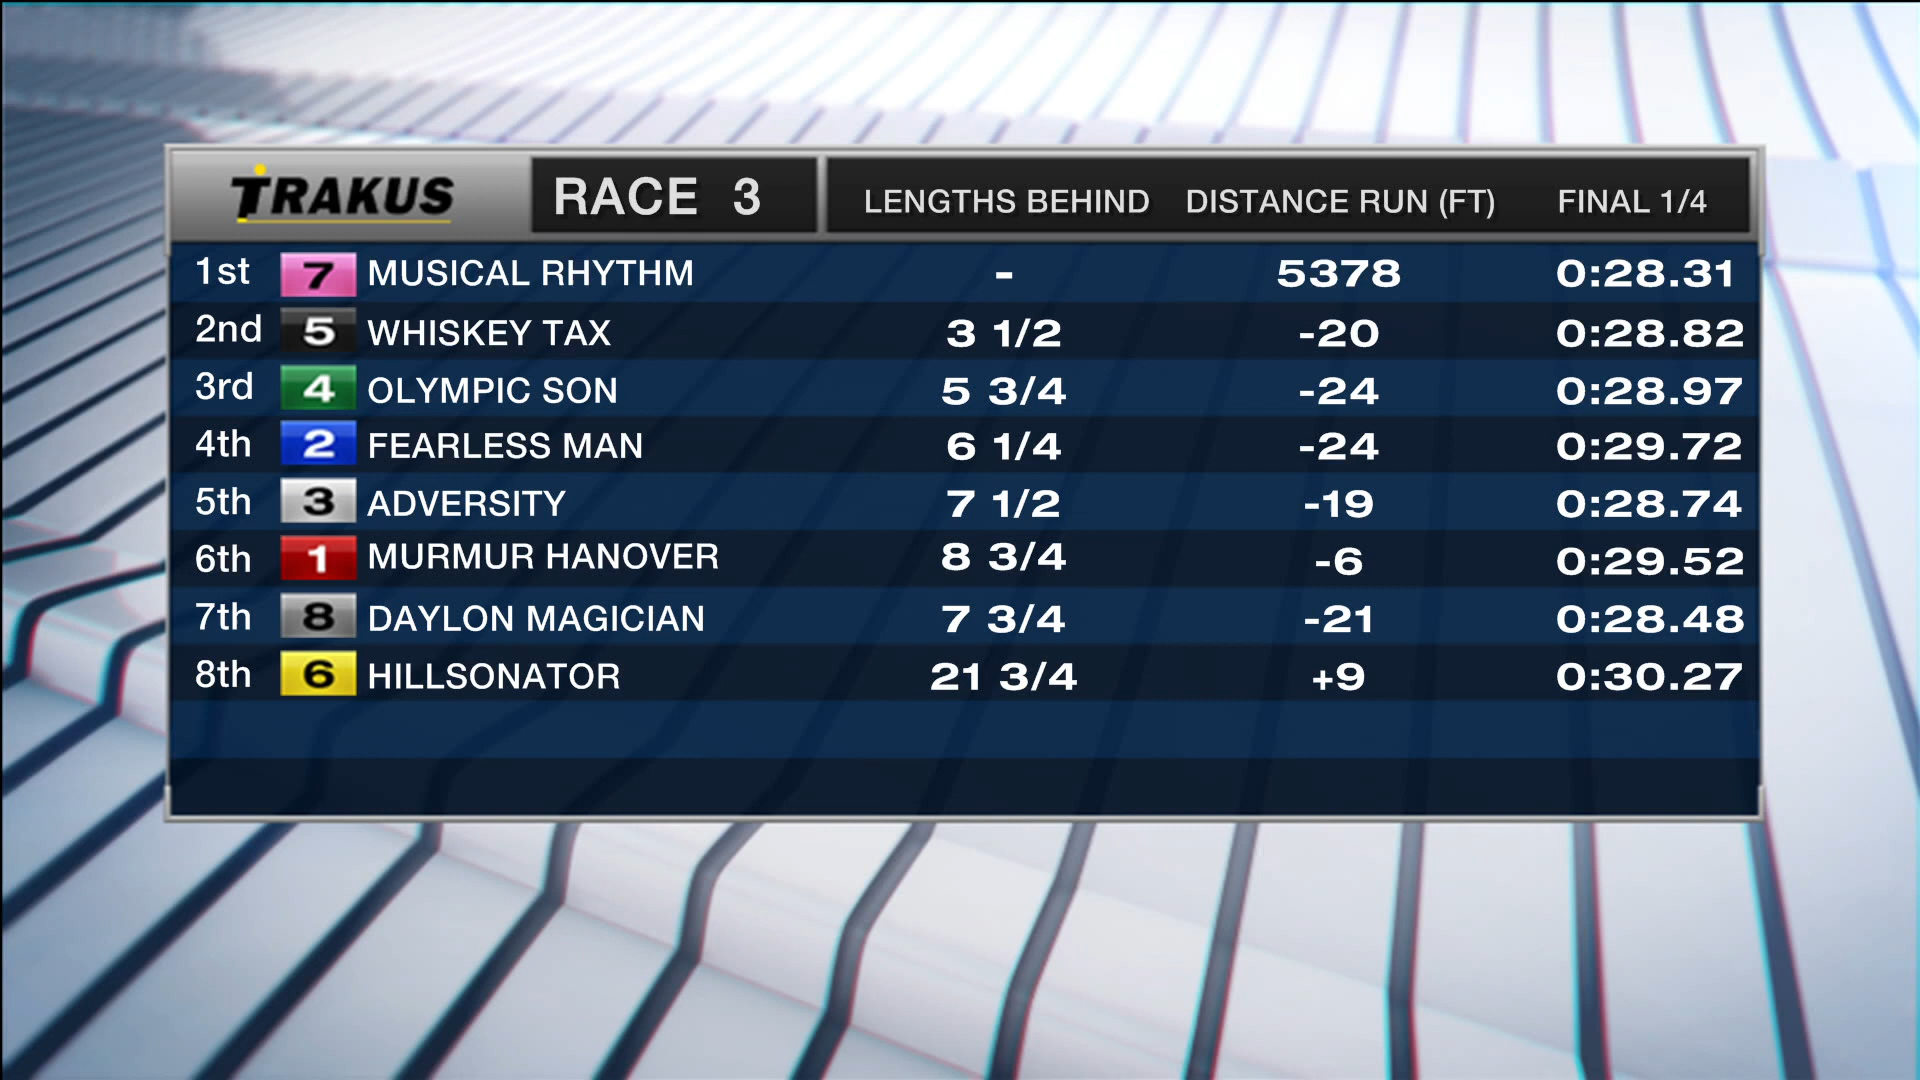 TRAKUS RACE 3 LENGTHS BEHIND DISTANCE RUN (FT) FINAL 1/4
1st 7 MUSICAL RHYTHM - 5378 0:28.31
2nd 5 WHISKEY TAX 3 1/2 -20 0:28.82
3rd 4 OLYMPIC SON 5 3/4 -24 0:28.97
4th 2 FEARLESS MAN 6 1/4 -24 0:29.72
5th 3 ADVERSITY 7 1/2 -19 0:28.74
6th 1 MURMUR HANOVER 8 3/4 -6 0:29.52
7th 8 DAYLON MAGICIAN 7 3/4 -21 0:28.48
8th 6 HILLSONATOR 21 3/4 +9 0:30.27